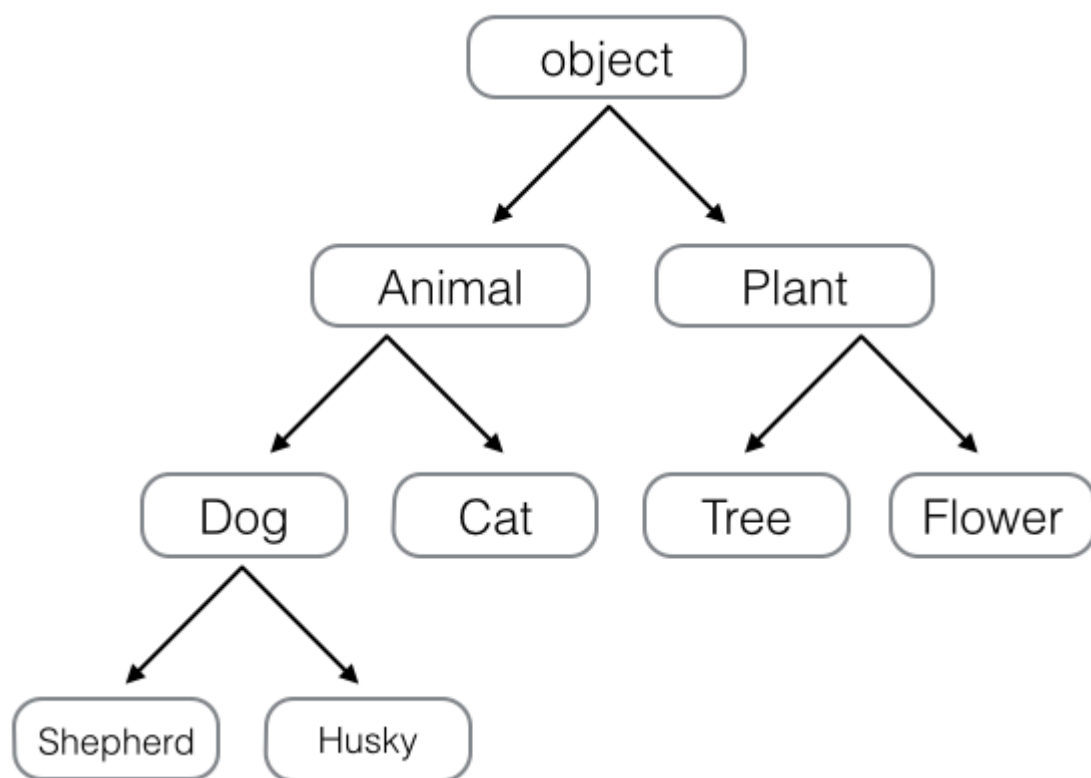 object
Animal
Plant
Dog
Cat
Tree
Flower
Shepherd
Husky